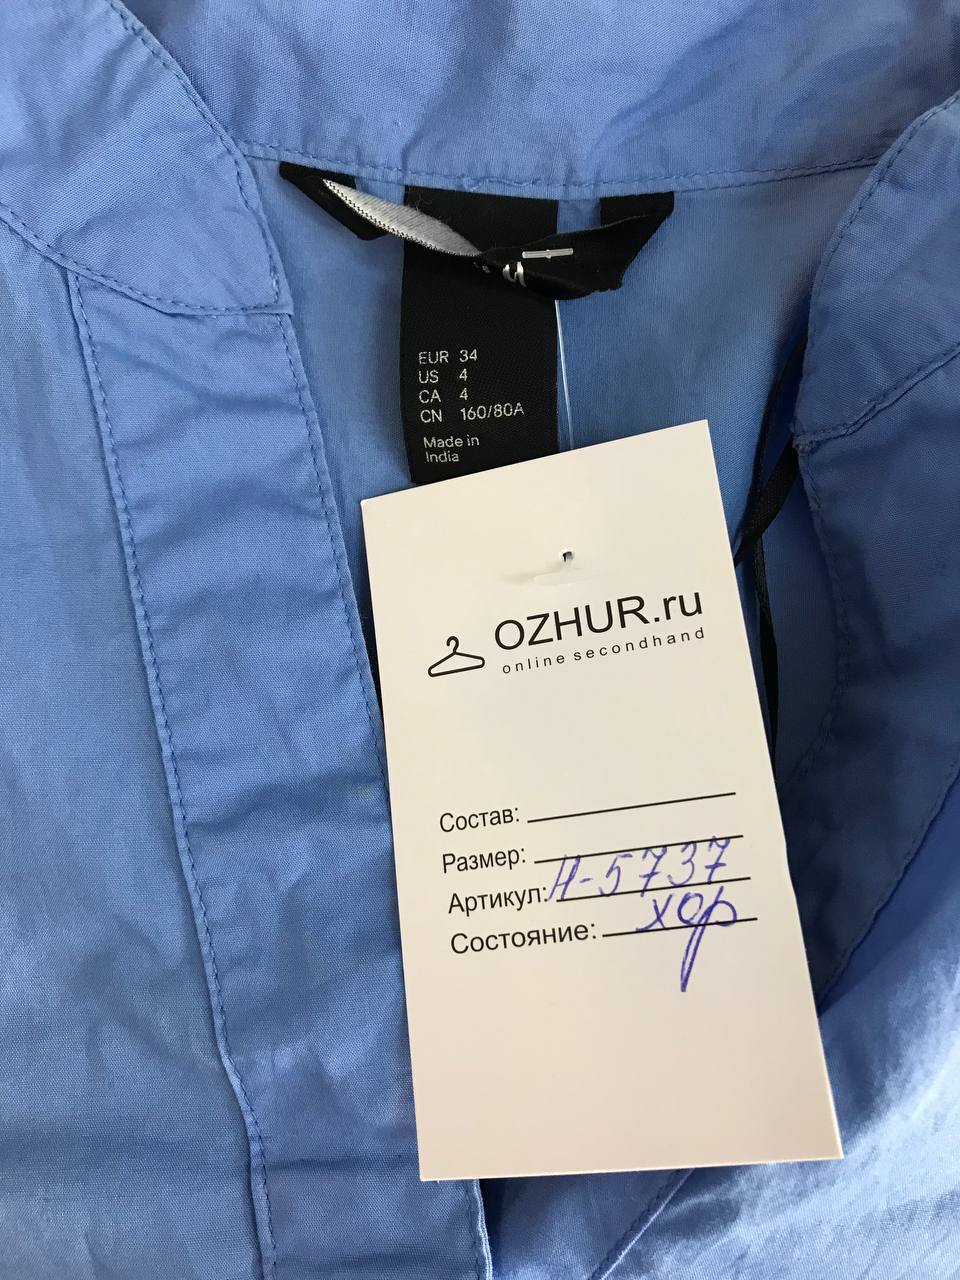 EUR 34
US 4
CA 4
CN 160/80A
Made in
India
OZHUR.ru
online secondhand
Состав:
Размер:
Артикул: Н-5737
Состояние: хор